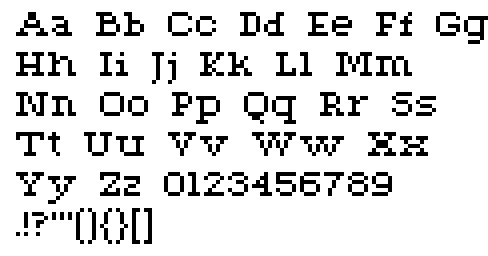 Aa Bb Cc Dd Ee Ff Gg
Hh Ii Jj Kk Ll Mm
Nn Oo Pp Qq Rr Ss
Tt Uu Vv Ww Xx
Yy Zz 0123456789
.!?"'(){}[]